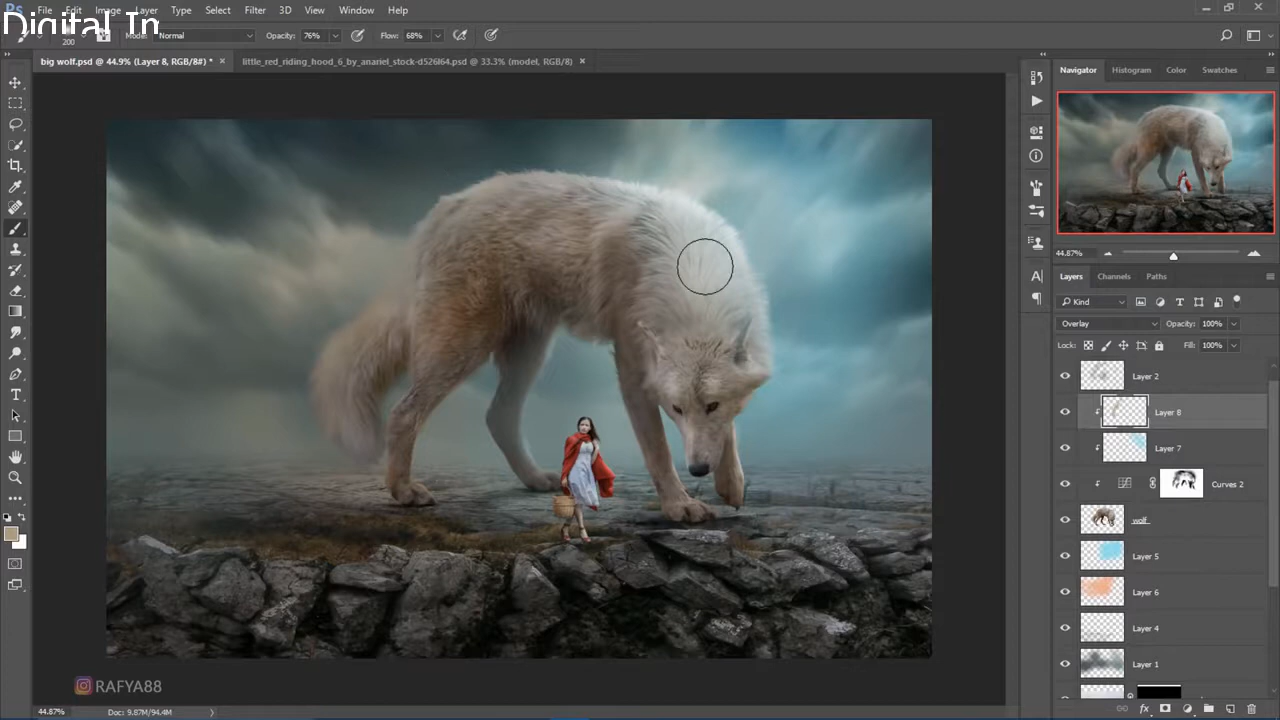 Ps File Edit Image Layer Type Select Filter 3D View Window Help
Digital In
200 Mode: Normal Opacity: 76% Flow: 68%
big wolf.psd @ 44.9% (Layer 8, RGB/8#) * × little_red_riding_hood_6_by_anariel_stock-d526l64.psd @ 33.3% (model, RGB/8) ×
Navigator Histogram Color Swatches
44.87%
Layers Channels Paths
Kind
Overlay Opacity: 100%
Lock: Fill: 100%
Layer 2
Layer 8
Layer 7
Curves 2
wolf
Layer 5
Layer 6
Layer 4
Layer 1
RAFYA88
44.87% Doc: 9.87M/94.4M